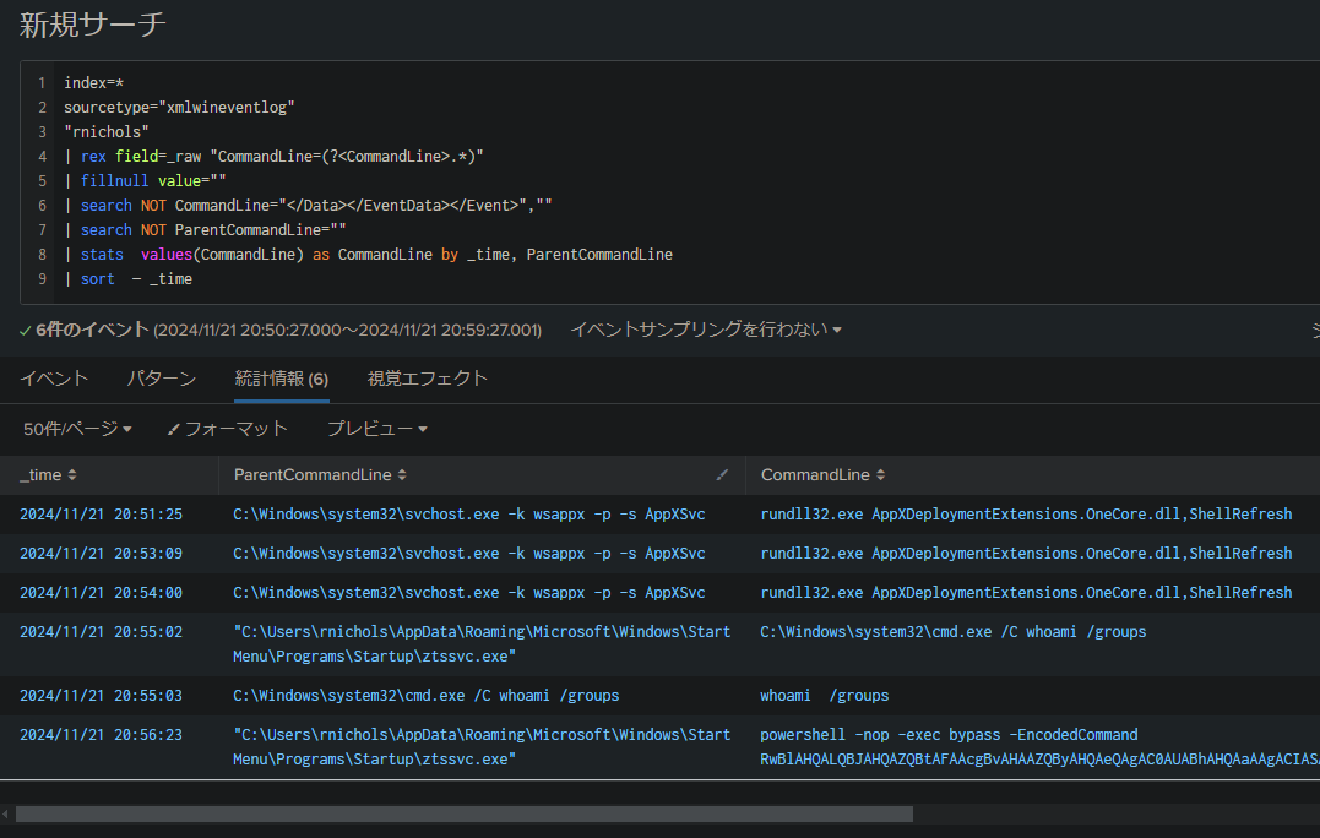 新規サーチ
1 index=*
2 sourcetype="xmlwineventlog"
3 "rnichols"
4 | rex field=_raw "CommandLine=(?<CommandLine>.*)"
5 | fillnull value=""
6 | search NOT CommandLine="</Data></EventData></Event>",""
7 | search NOT ParentCommandLine=""
8 | stats  values(CommandLine) as CommandLine by _time, ParentCommandLine
9 | sort  - _time
✓ 6件のイベント (2024/11/21 20:50:27.000～2024/11/21 20:59:27.001) イベントサンプリングを行わない
イベント パターン 統計情報 (6) 視覚エフェクト
50件/ページ フォーマット プレビュー
_time ParentCommandLine CommandLine
2024/11/21 20:51:25 C:\Windows\system32\svchost.exe -k wsappx -p -s AppXSvc rundll32.exe AppXDeploymentExtensions.OneCore.dll,ShellRefresh
2024/11/21 20:53:09 C:\Windows\system32\svchost.exe -k wsappx -p -s AppXSvc rundll32.exe AppXDeploymentExtensions.OneCore.dll,ShellRefresh
2024/11/21 20:54:00 C:\Windows\system32\svchost.exe -k wsappx -p -s AppXSvc rundll32.exe AppXDeploymentExtensions.OneCore.dll,ShellRefresh
2024/11/21 20:55:02 "C:\Users\rnichols\AppData\Roaming\Microsoft\Windows\Start C:\Windows\system32\cmd.exe /C whoami /groups
Menu\Programs\Startup\ztssvc.exe"
2024/11/21 20:55:03 C:\Windows\system32\cmd.exe /C whoami /groups whoami  /groups
2024/11/21 20:56:23 "C:\Users\rnichols\AppData\Roaming\Microsoft\Windows\Start powershell -nop -exec bypass -EncodedCommand
Menu\Programs\Startup\ztssvc.exe" RwBlAHQALQBJAHQAZQBtAFAAcgBvAHAAZQByAHQAeQAgAC0AUABhAHQAaAAgACIAS